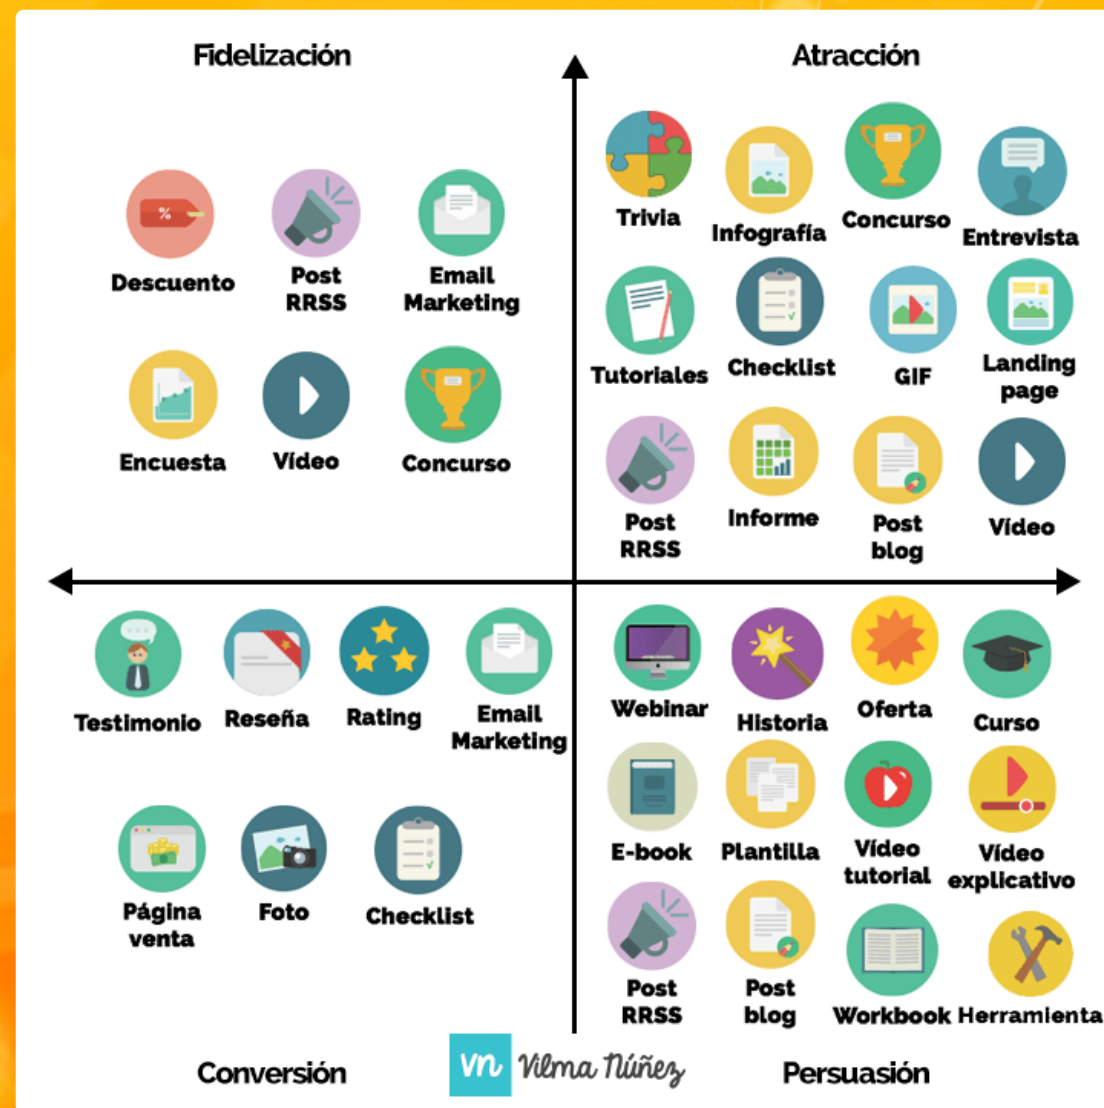 Fidelización
Atracción
%
Descuento
Post
RRSS
Email
Marketing
Encuesta
Vídeo
Concurso
Trivia
Infografía
Concurso
Entrevista
Tutoriales
Checklist
GIF
Landing
page
Post
RRSS
Informe
Post
blog
Vídeo
Testimonio
Reseña
Rating
Email
Marketing
Página
venta
Foto
Checklist
Webinar
Historia
Oferta
Curso
E-book
Plantilla
Vídeo
tutorial
Vídeo
explicativo
Post
RRSS
Post
blog
Workbook
Herramienta
Conversión
vn Vilma Núñez
Persuasión